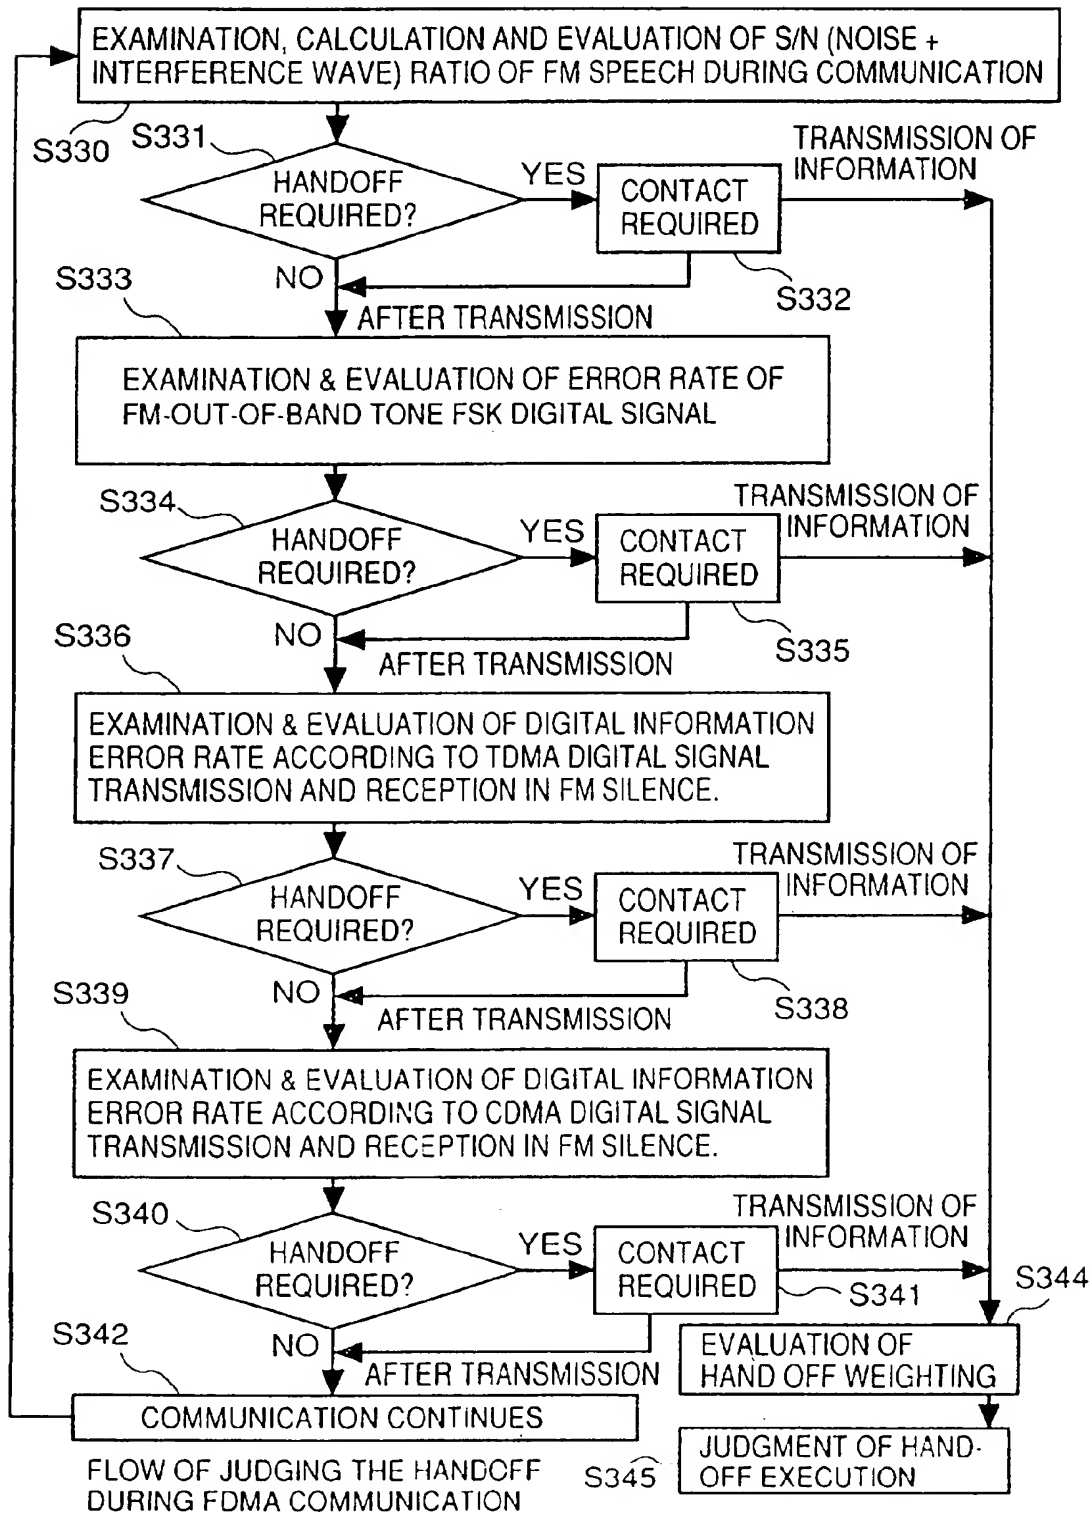 EXAMINATION, CALCULATION AND EVALUATION OF S/N (NOISE +
INTERFERENCE WAVE) RATIO OF FM SPEECH DURING COMMUNICATION
S330
S331
HANDOFF
REQUIRED?
YES
CONTACT
REQUIRED
TRANSMISSION OF
INFORMATION
S332
NO
AFTER TRANSMISSION
S333
EXAMINATION & EVALUATION OF ERROR RATE OF
FM-OUT-OF-BAND TONE FSK DIGITAL SIGNAL
S334
HANDOFF
REQUIRED?
YES
CONTACT
REQUIRED
TRANSMISSION OF
INFORMATION
S335
NO
AFTER TRANSMISSION
S336
EXAMINATION & EVALUATION OF DIGITAL INFORMATION
ERROR RATE ACCORDING TO TDMA DIGITAL SIGNAL
TRANSMISSION AND RECEPTION IN FM SILENCE.
S337
HANDOFF
REQUIRED?
YES
CONTACT
REQUIRED
TRANSMISSION OF
INFORMATION
S338
NO
AFTER TRANSMISSION
S339
EXAMINATION & EVALUATION OF DIGITAL INFORMATION
ERROR RATE ACCORDING TO CDMA DIGITAL SIGNAL
TRANSMISSION AND RECEPTION IN FM SILENCE.
S340
HANDOFF
REQUIRED?
YES
CONTACT
REQUIRED
TRANSMISSION OF
INFORMATION
S341
NO
AFTER TRANSMISSION
S342
COMMUNICATION CONTINUES
S344
EVALUATION OF
HAND OFF WEIGHTING
S345
JUDGMENT OF HAND-
OFF EXECUTION
FLOW OF JUDGING THE HANDOFF
DURING FDMA COMMUNICATION